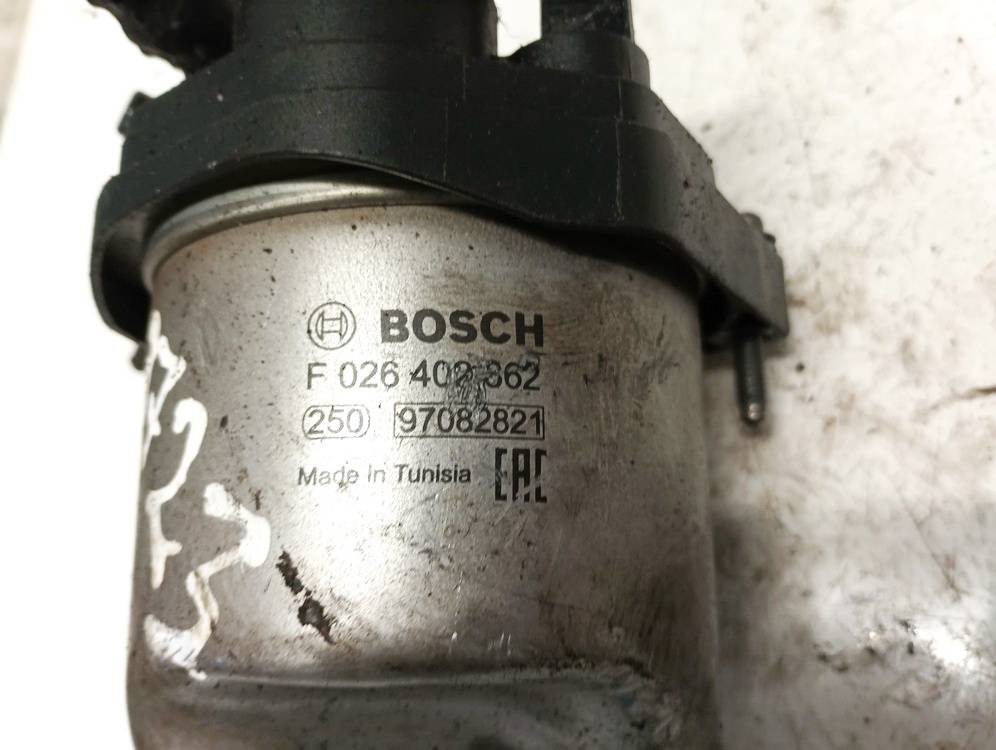 BOSCH
F 026 402 862
250 97082821
Made in Tunisia EAC